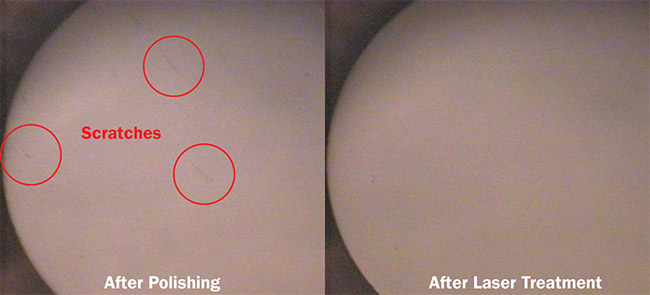 Scratches
After Polishing
After Laser Treatment